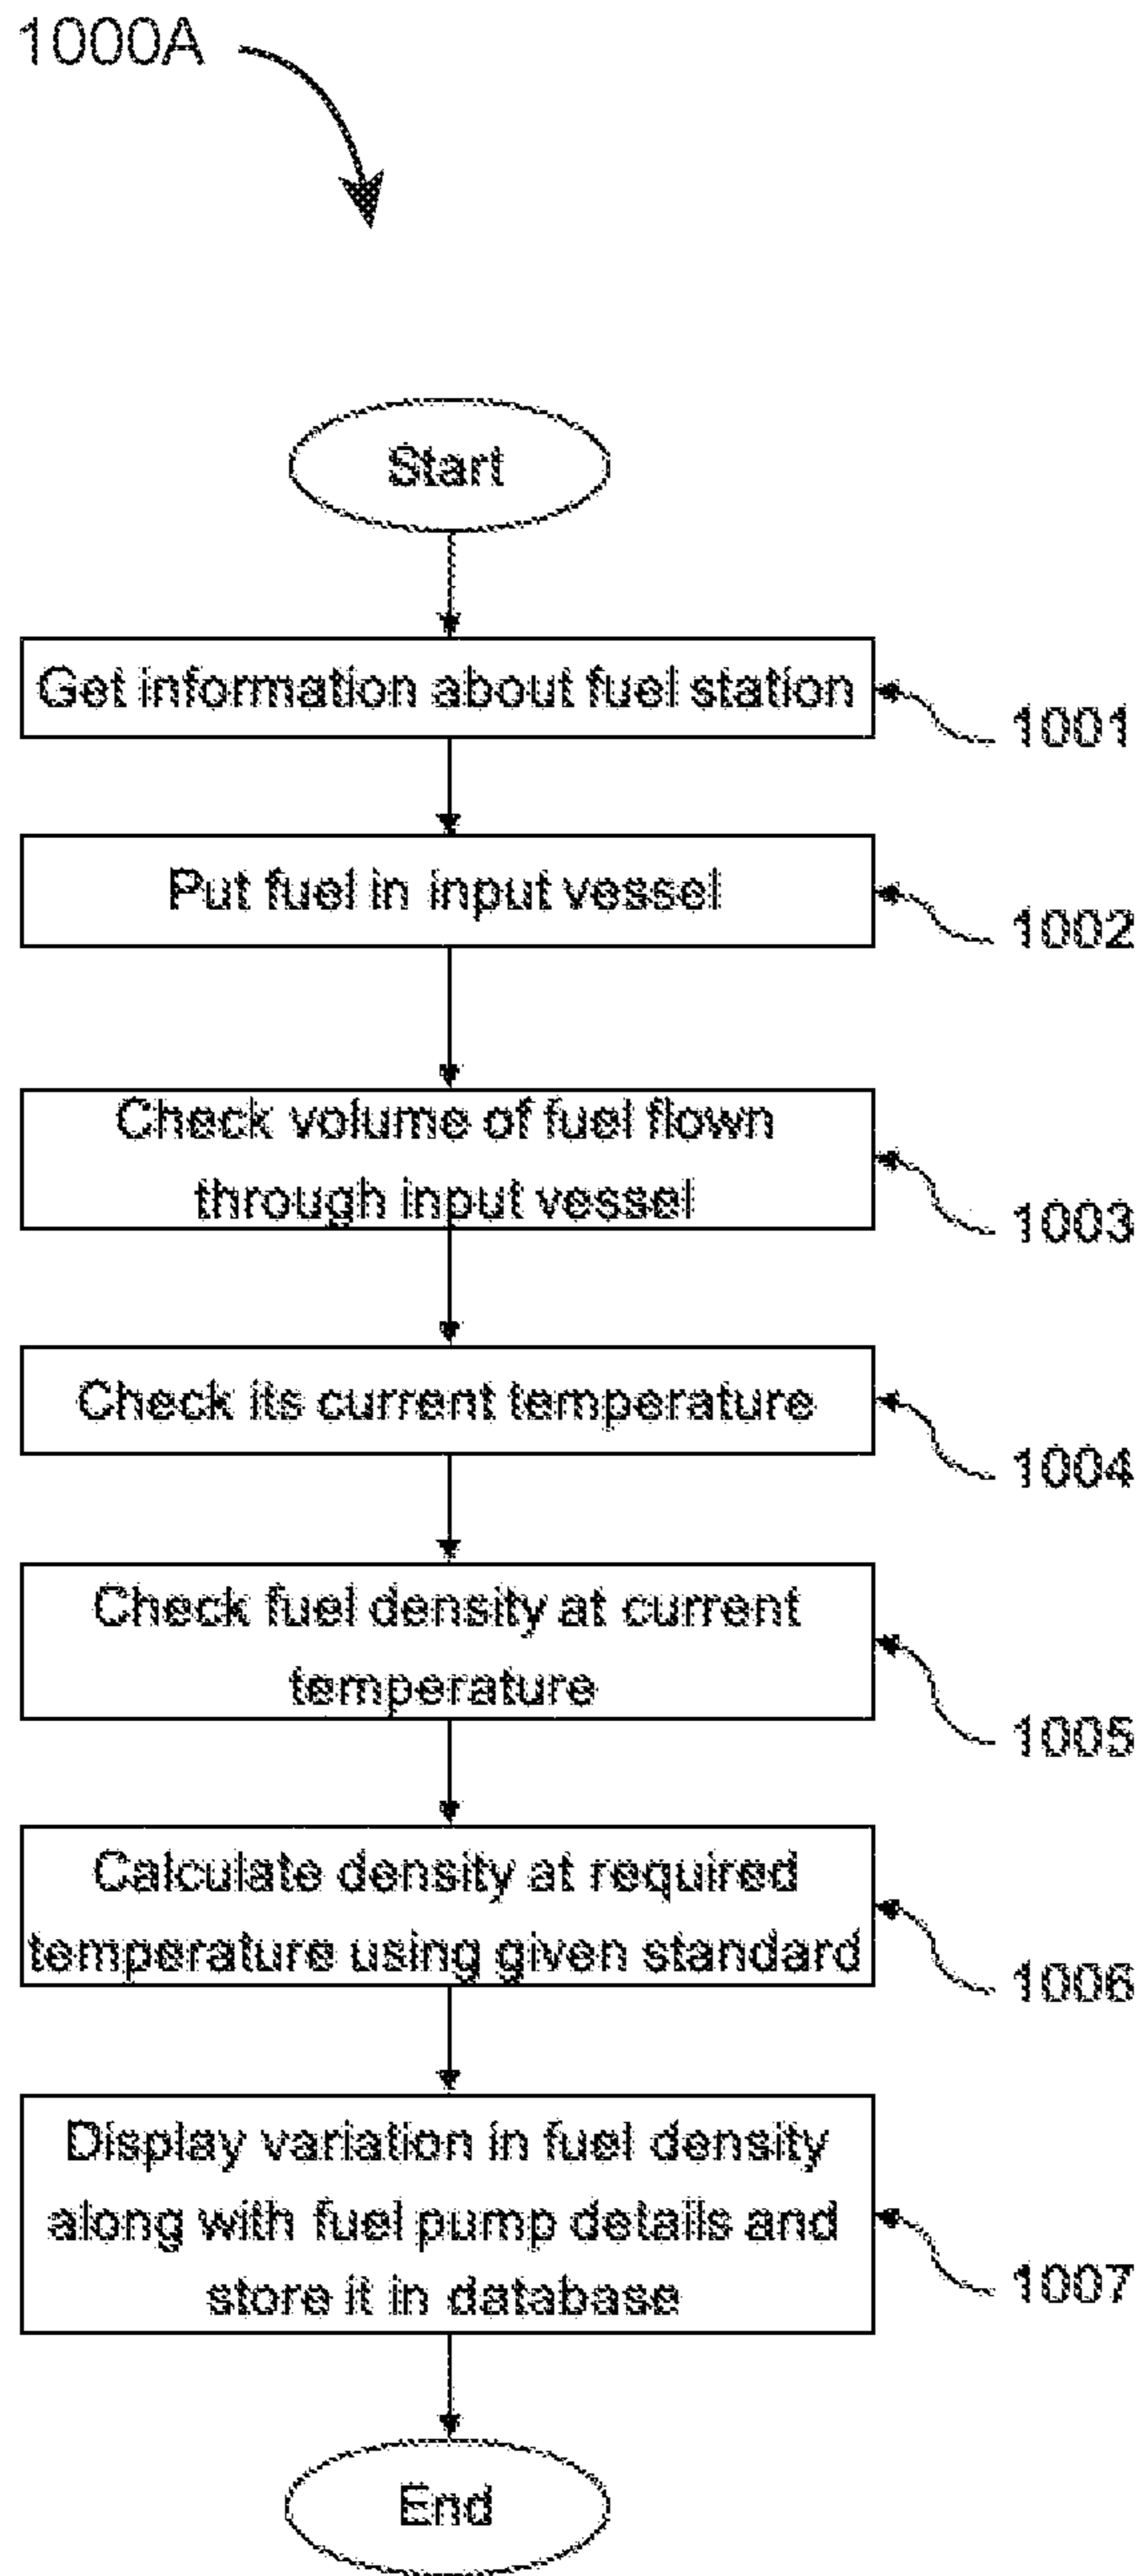 1000A
Start
Get information about fuel station
1001
Put fuel in input vessel
1002
Check volume of fuel flown
through input vessel
1003
Check its current temperature
1004
Check fuel density at current
temperature
1005
Calculate density at required
temperature using given standard
1006
Display variation in fuel density
along with fuel pump details and
store it in database
1007
End